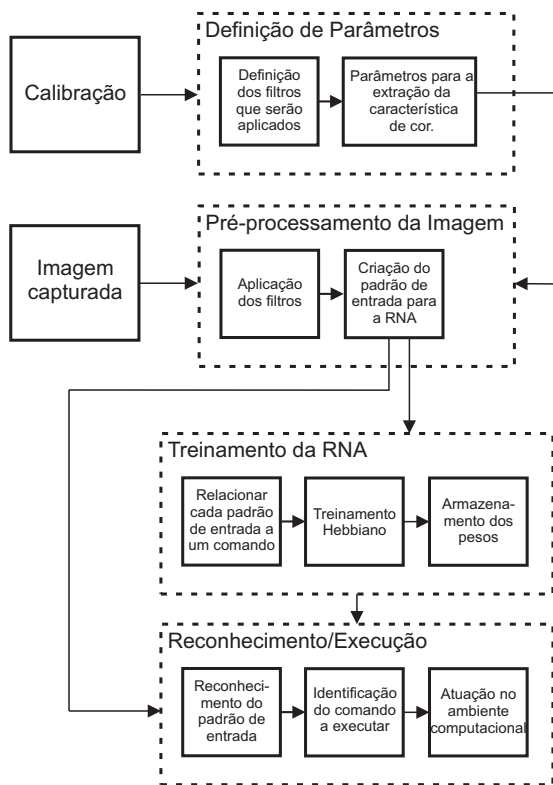 Definição de Parâmetros
Calibração
Definição
dos filtros
que serão
aplicados
Parâmetros para a
extração da
característica
de cor.
Pré-processamento da Imagem
Imagem
capturada
Aplicação
dos filtros
Criação do
padrão de
entrada para
a RNA
Treinamento da RNA
Relacionar
cada padrão
de entrada a
um comando
Treinamento
Hebbiano
Armazena-
mento dos
pesos
Reconhecimento/Execução
Reconheci-
mento do
padrão de
entrada
Identificação
do comando
a executar
Atuação no
ambiente
computacional